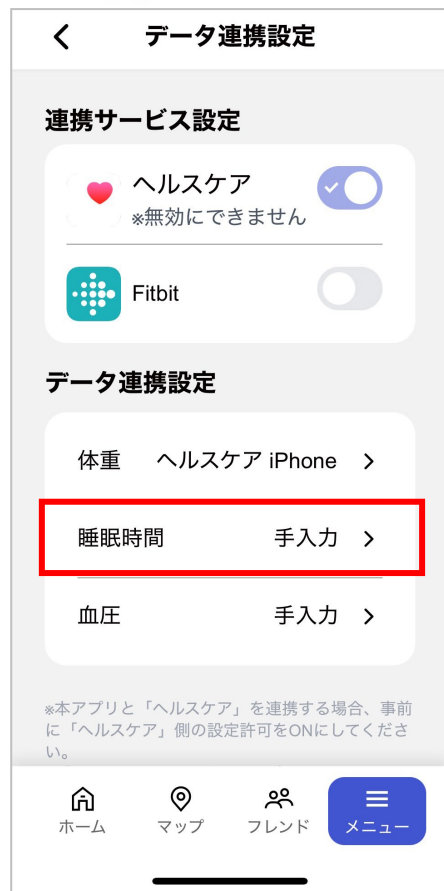 データ連携設定
連携サービス設定
ヘルスケア
※無効にできません
Fitbit
データ連携設定
体重 ヘルスケア iPhone
睡眠時間 手入力
血圧 手入力
※本アプリと「ヘルスケア」を連携する場合、事前
に「ヘルスケア」側の設定許可をONにしてくださ
い。
ホーム マップ フレンド メニュー